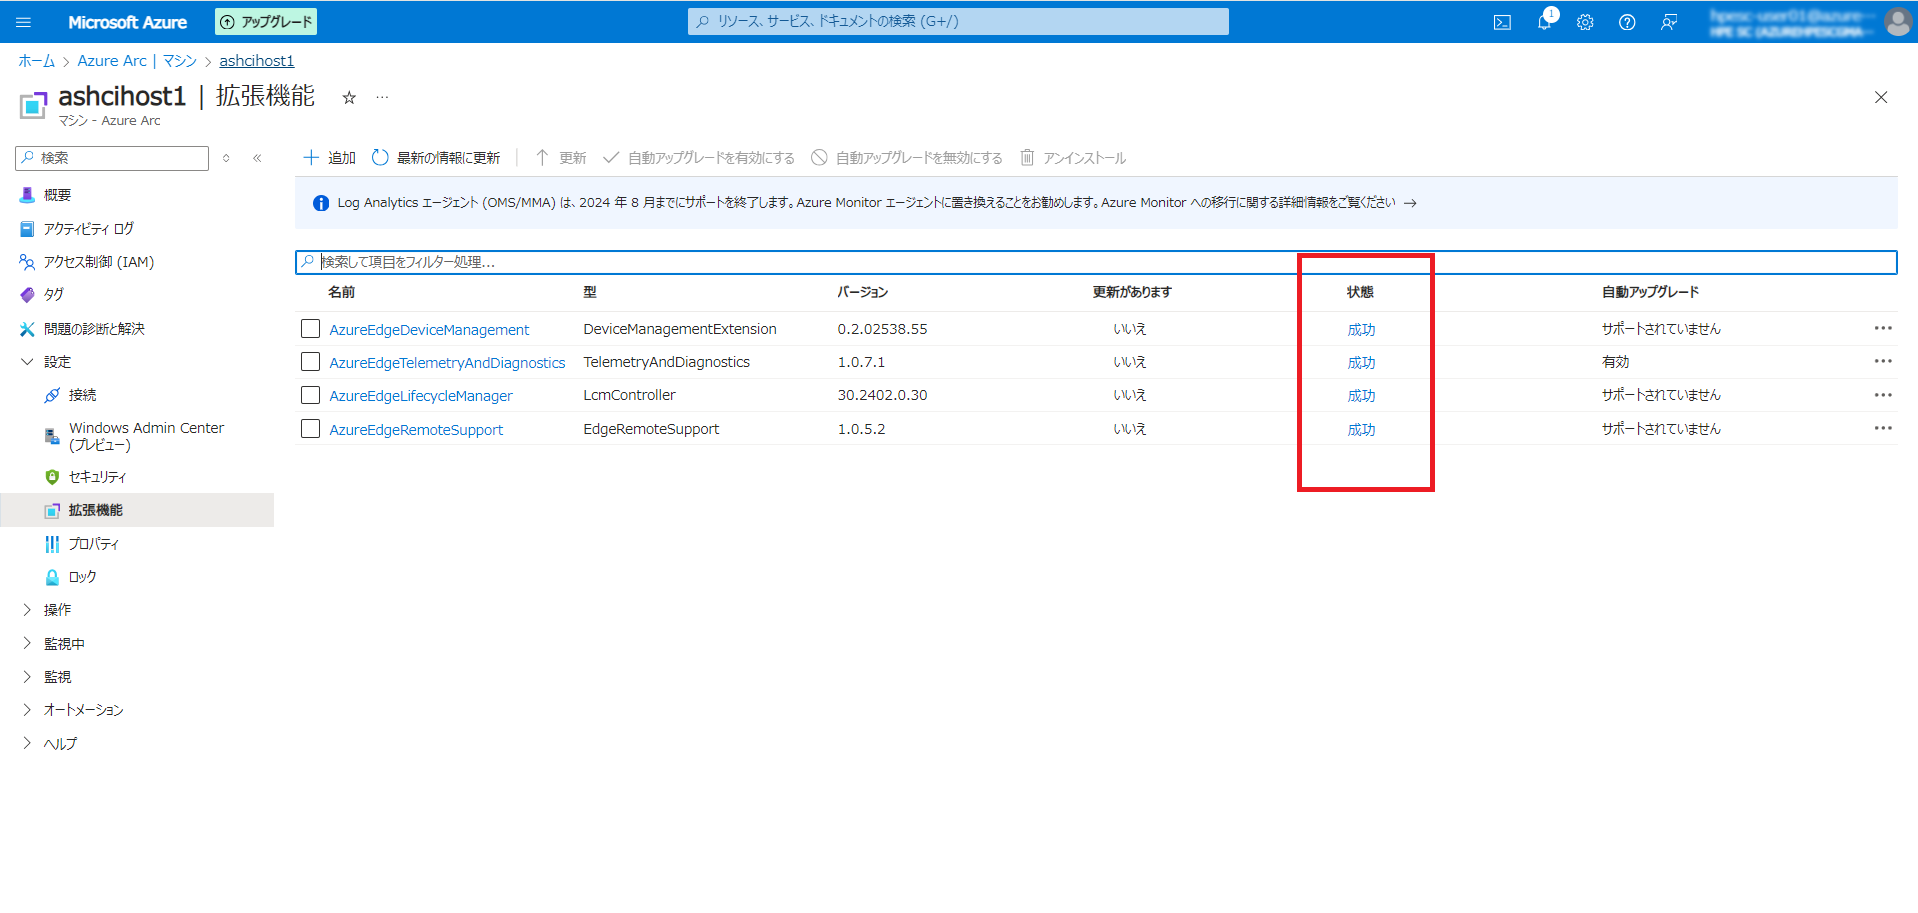 Microsoft Azure
アップグレード
リソース、サービス、ドキュメントの検索 (G+/)
1
ホーム > Azure Arc | マシン > ashcihost1
ashcihost1 | 拡張機能
マシン - Azure Arc
検索
追加
最新の情報に更新
更新
自動アップグレードを有効にする
自動アップグレードを無効にする
アンインストール
Log Analytics エージェント (OMS/MMA) は、2024 年 8 月までにサポートを終了します。Azure Monitor エージェントに置き換えることをお勧めします。Azure Monitor への移行に関する詳細情報をご覧ください →
検索して項目をフィルター処理...
名前 型 バージョン 更新があります 状態 自動アップグレード
AzureEdgeDeviceManagement DeviceManagementExtension 0.2.02538.55 いいえ 成功 サポートされていません
AzureEdgeTelemetryAndDiagnostics TelemetryAndDiagnostics 1.0.7.1 いいえ 成功 有効
AzureEdgeLifecycleManager LcmController 30.2402.0.30 いいえ 成功 サポートされていません
AzureEdgeRemoteSupport EdgeRemoteSupport 1.0.5.2 いいえ 成功 サポートされていません
概要
アクティビティ ログ
アクセス制御 (IAM)
タグ
問題の診断と解決
設定
接続
Windows Admin Center
(プレビュー)
セキュリティ
拡張機能
プロパティ
ロック
操作
監視中
監視
オートメーション
ヘルプ